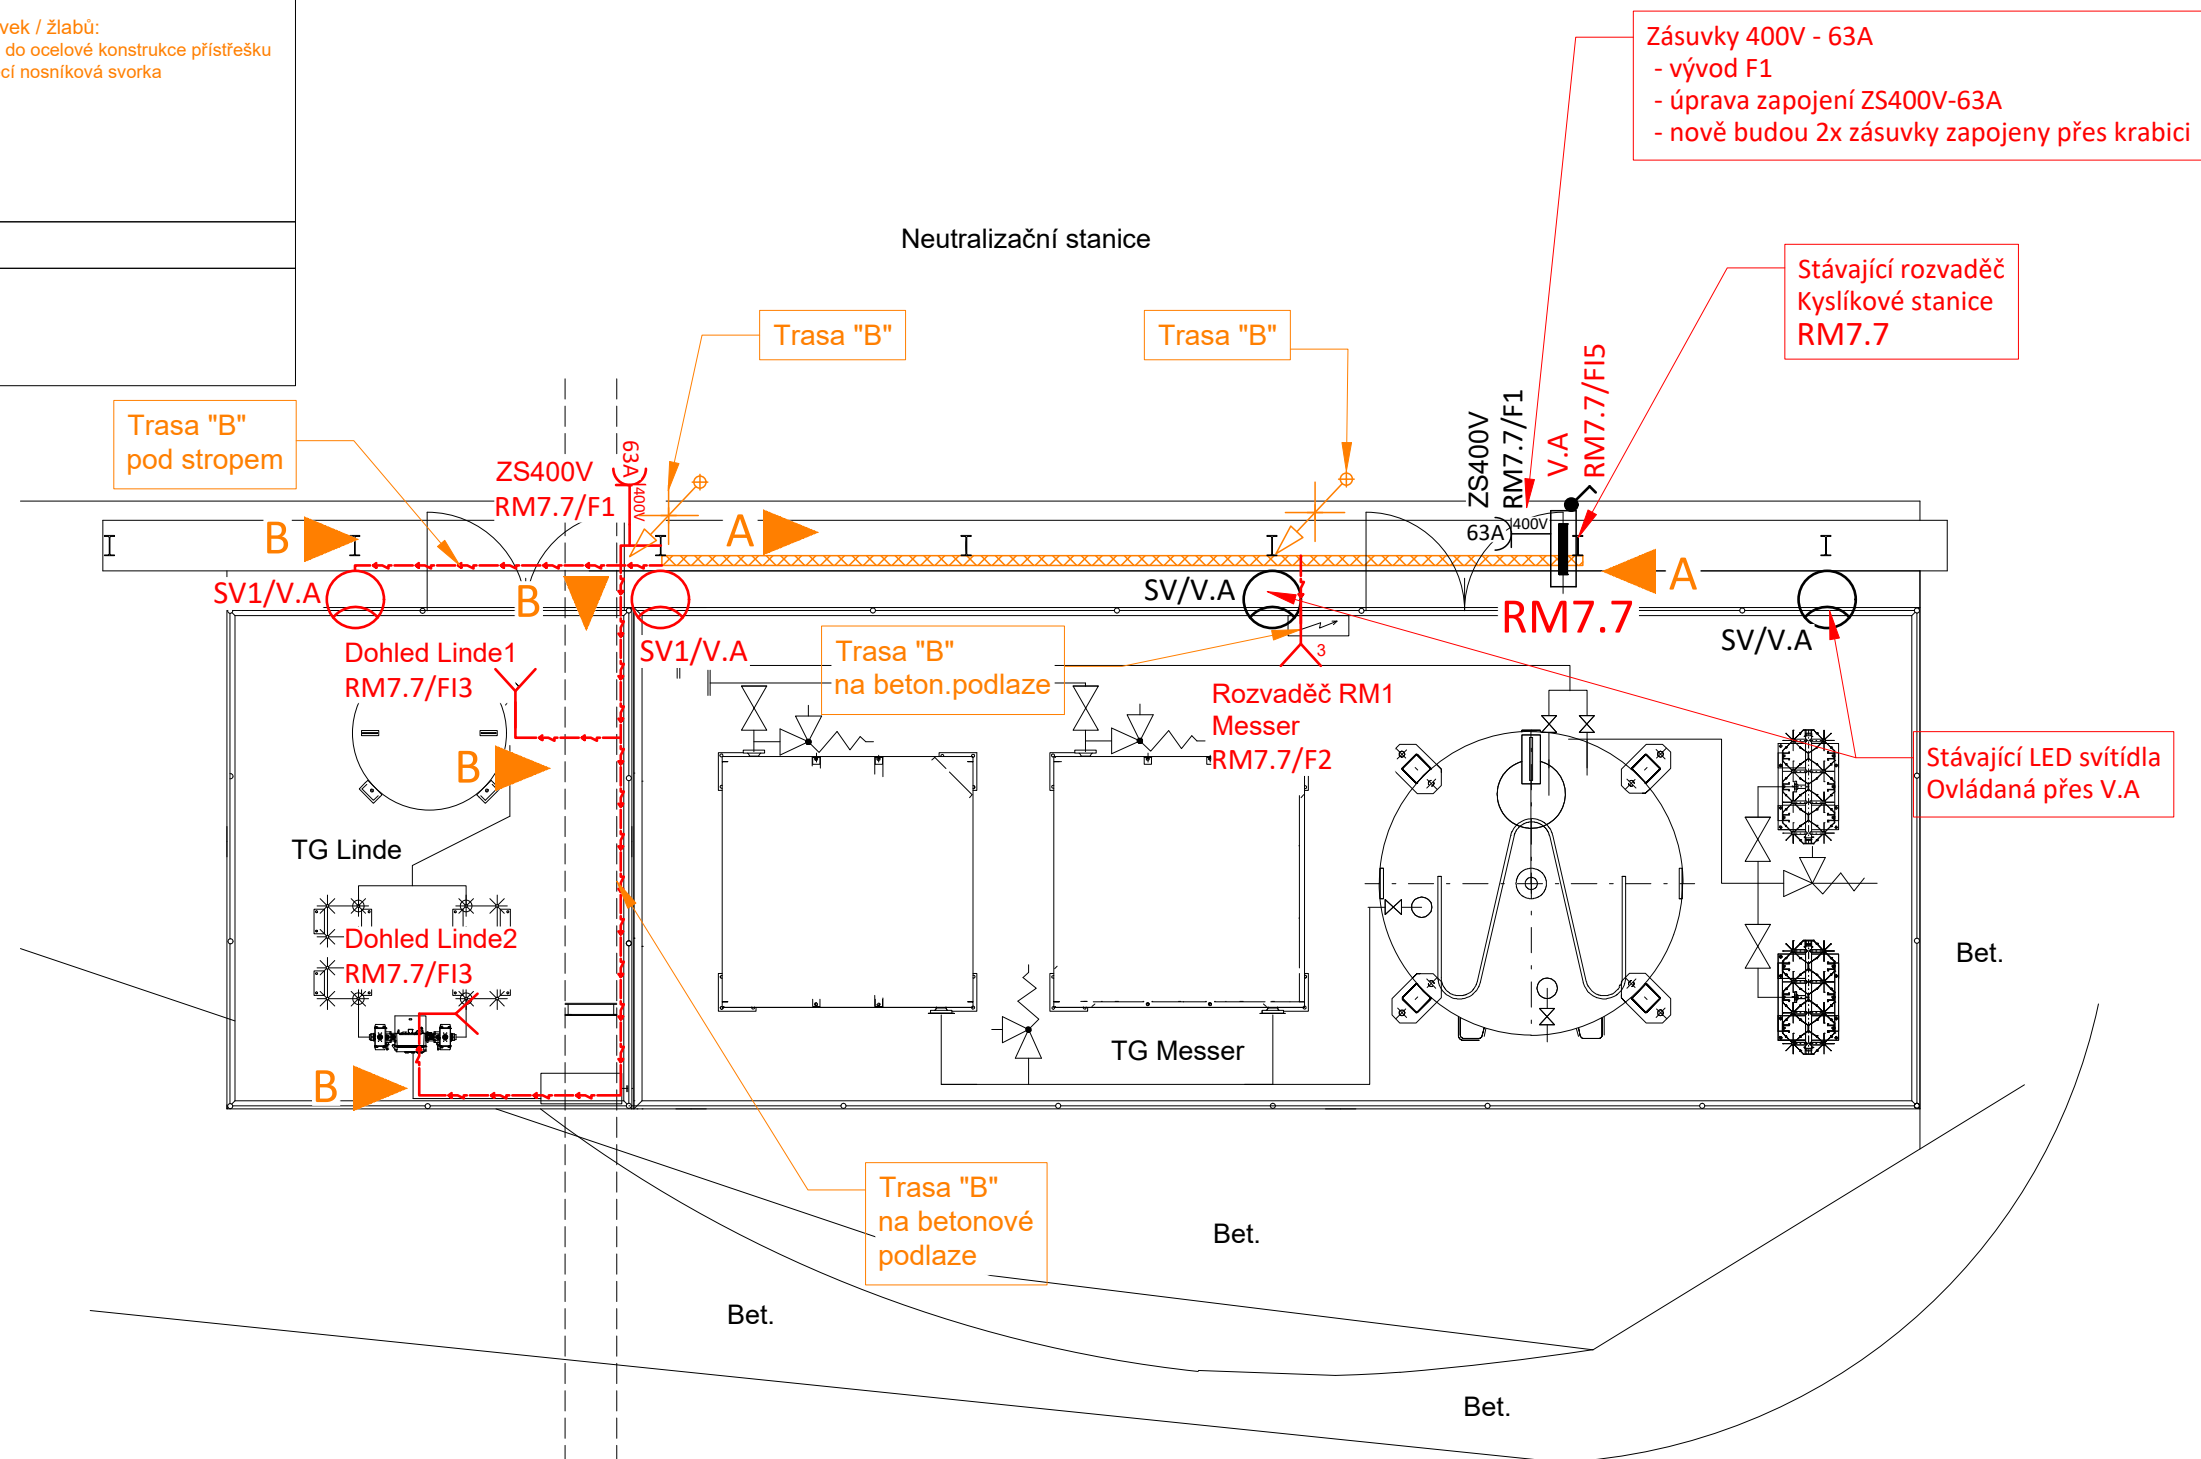 vek / žlabů:
do ocelové konstrukce přístřešku
cí nosníková svorka
Zásuvky 400V - 63A
- vývod F1
- úprava zapojení ZS400V-63A
- nově budou 2x zásuvky zapojeny přes krabici
Neutralizační stanice
Stávající rozvaděč
Kyslíkové stanice
RM7.7
Trasa "B"
Trasa "B"
Trasa "B"
pod stropem
ZS400V
RM7.7/F1
63A
400V
ZS400V
RM7.7/F1
V.A
RM7.7/FI5
63A
400V
B
A
A
B
SV1/V.A
SV1/V.A
SV/V.A
RM7.7
SV/V.A
Dohled Linde1
RM7.7/FI3
Trasa "B"
na beton.podlaze
3
Rozvaděč RM1
Messer
RM7.7/F2
B
Stávající LED svítídla
Ovládaná přes V.A
TG Linde
Dohled Linde2
RM7.7/FI3
Bet.
TG Messer
B
Trasa "B"
na betonové
podlaze
Bet.
Bet.
Bet.